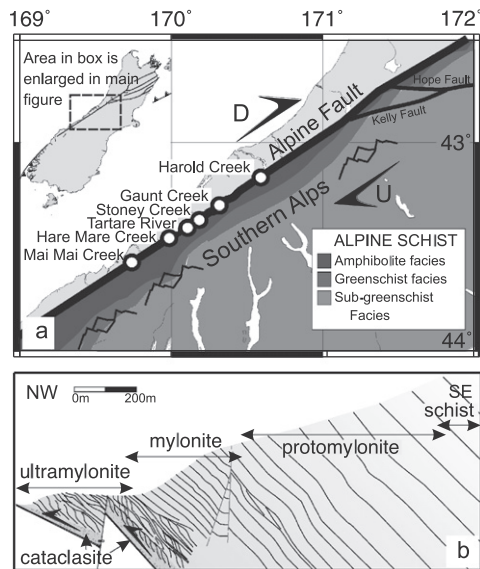 169°
170°
171°
172°
Area in box is
enlarged in main
figure
D
Alpine Fault
Hope Fault
Kelly Fault
43°
Harold Creek
Gaunt Creek
Stoney Creek
Tartare River
Hare Mare Creek
Mai Mai Creek
U
Southern Alps
ALPINE SCHIST
Amphibolite facies
Greenschist facies
Sub-greenschist
Facies
a
44°
NW
0m 200m
SE
schist
mylonite
protomylonite
ultramylonite
cataclasite
b